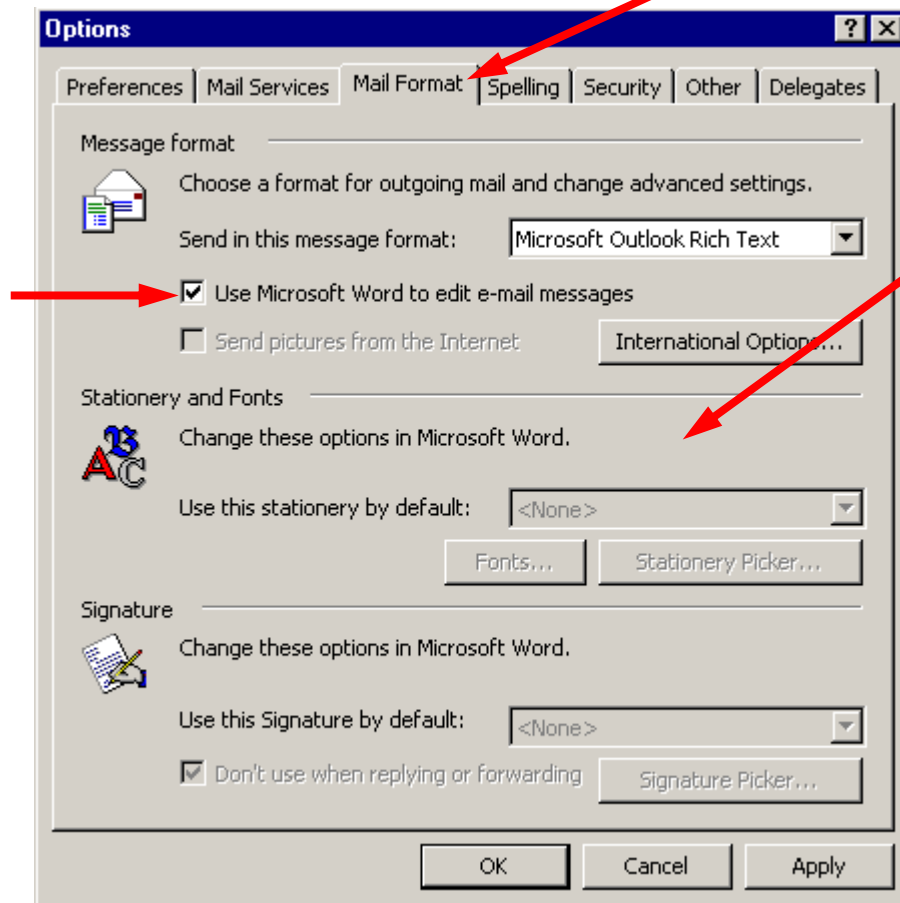 Options
Preferences Mail Services Mail Format Spelling Security Other Delegates
Message format
Choose a format for outgoing mail and change advanced settings.
Send in this message format: Microsoft Outlook Rich Text
Use Microsoft Word to edit e-mail messages
Send pictures from the Internet International Options...
Stationery and Fonts
Change these options in Microsoft Word.
Use this stationery by default: <None>
Fonts... Stationery Picker...
Signature
Change these options in Microsoft Word.
Use this Signature by default: <None>
Don't use when replying or forwarding Signature Picker...
OK Cancel Apply